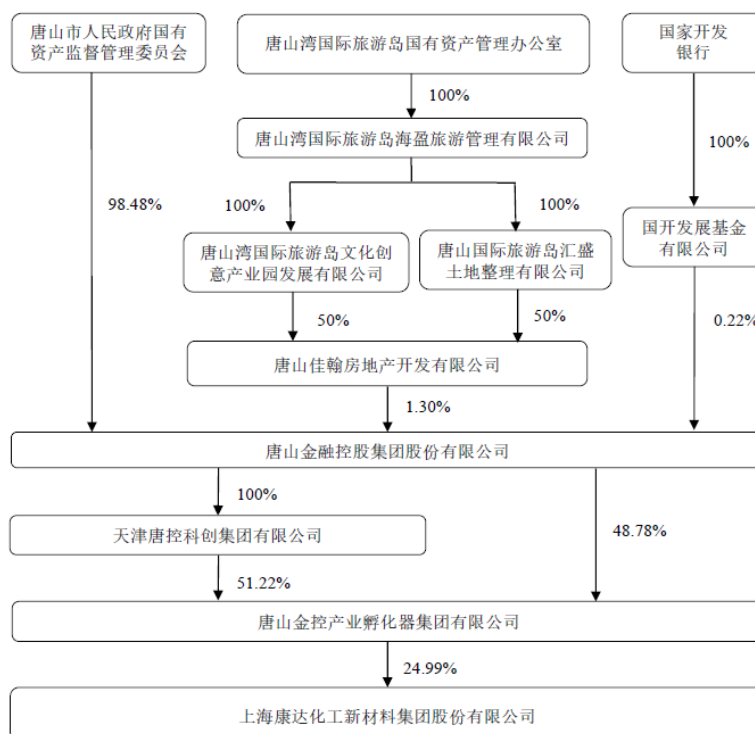 唐山市人民政府国有
资产监督管理委员会
唐山湾国际旅游岛国有资产管理办公室
国家开发
银行
100%
唐山湾国际旅游岛海盈旅游管理有限公司
100%
98.48%
100%
100%
唐山湾国际旅游岛文化创
意产业园发展有限公司
唐山国际旅游岛汇盛
土地整理有限公司
国开发展基金
有限公司
50%
50%
0.22%
唐山佳翰房地产开发有限公司
1.30%
唐山金融控股集团股份有限公司
100%
48.78%
天津唐控科创集团有限公司
51.22%
唐山金控产业孵化器集团有限公司
24.99%
上海康达化工新材料集团股份有限公司